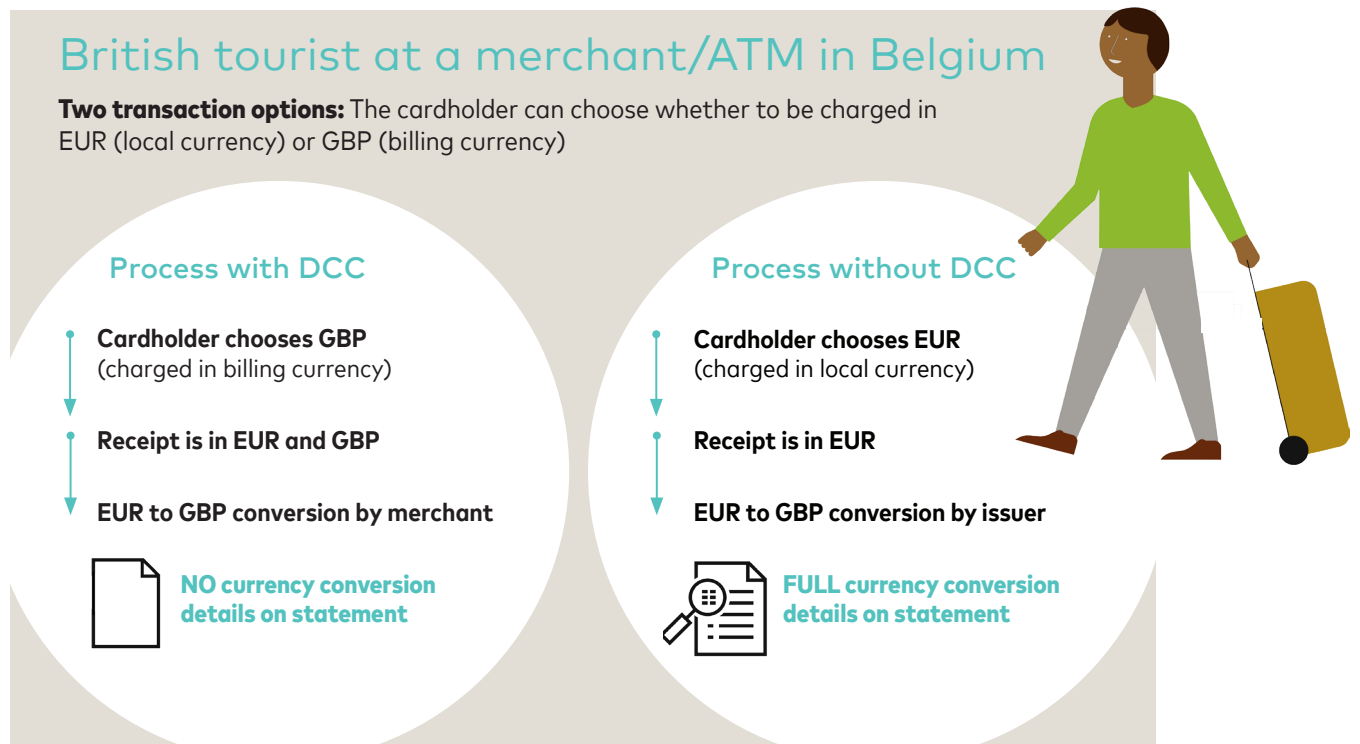 British tourist at a merchant/ATM in Belgium
Two transaction options: The cardholder can choose whether to be charged in
EUR (local currency) or GBP (billing currency)
Process with DCC
Cardholder chooses GBP
(charged in billing currency)
Receipt is in EUR and GBP
EUR to GBP conversion by merchant
NO currency conversion
details on statement
Process without DCC
Cardholder chooses EUR
(charged in local currency)
Receipt is in EUR
EUR to GBP conversion by issuer
FULL currency conversion
details on statement